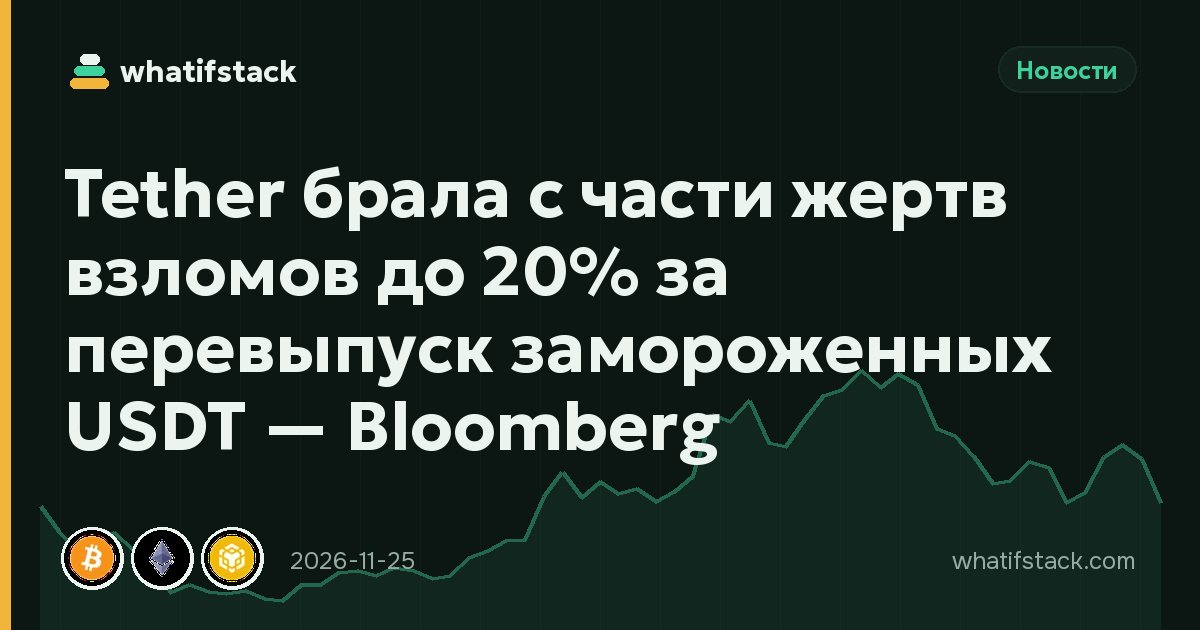 whatifstack
Новости
Tether брала с части жертв
взломов до 20% за
перевыпуск замороженных
USDT — Bloomberg
2026-11-25
whatifstack.com